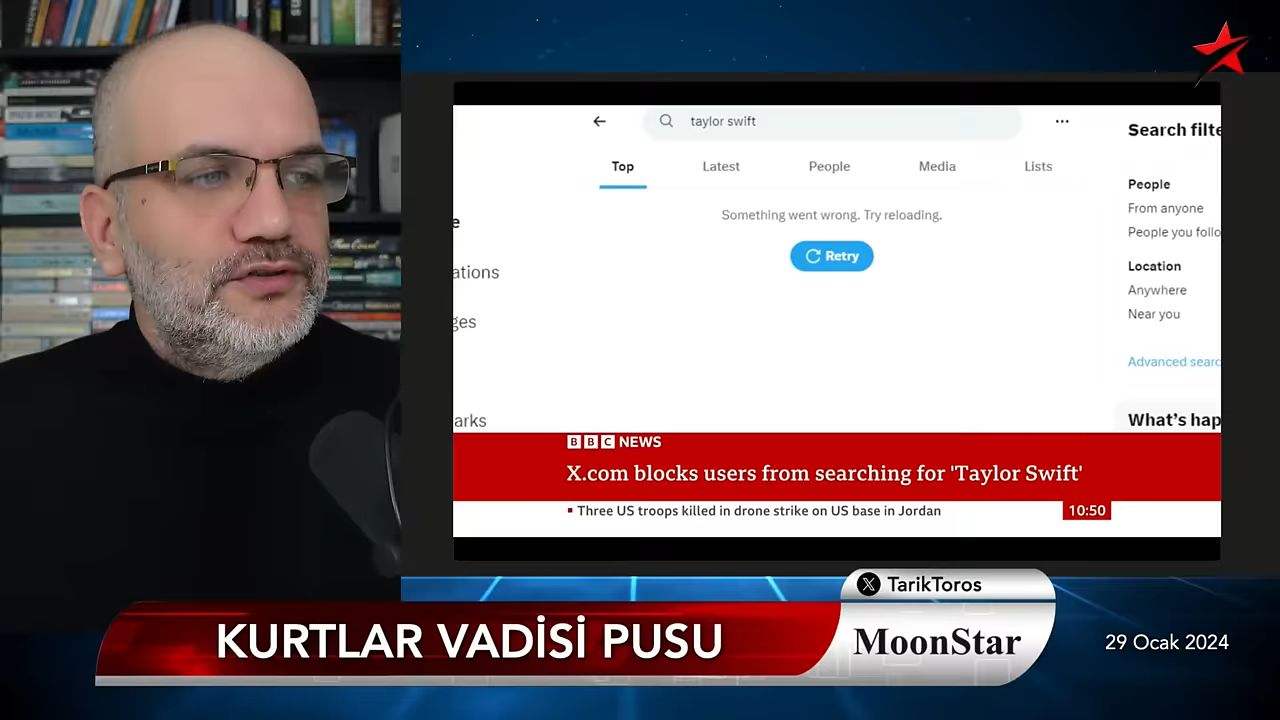 taylor swift
Search filte
Top
Latest
People
Media
Lists
Something went wrong. Try reloading.
Retry
e
ations
ges
arks
People
From anyone
People you follo
Location
Anywhere
Near you
Advanced searc
What's hap
BBC NEWS
X.com blocks users from searching for 'Taylor Swift'
Three US troops killed in drone strike on US base in Jordan
10:50
TarikToros
KURTLAR VADİSİ PUSU
MoonStar
29 Ocak 2024